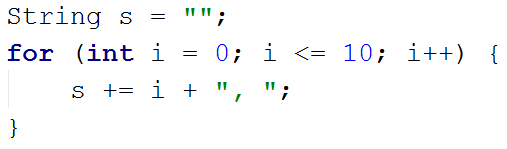 String s = "";
for (int i = 0; i <= 10; i++) {
    s += i + ", ";
}